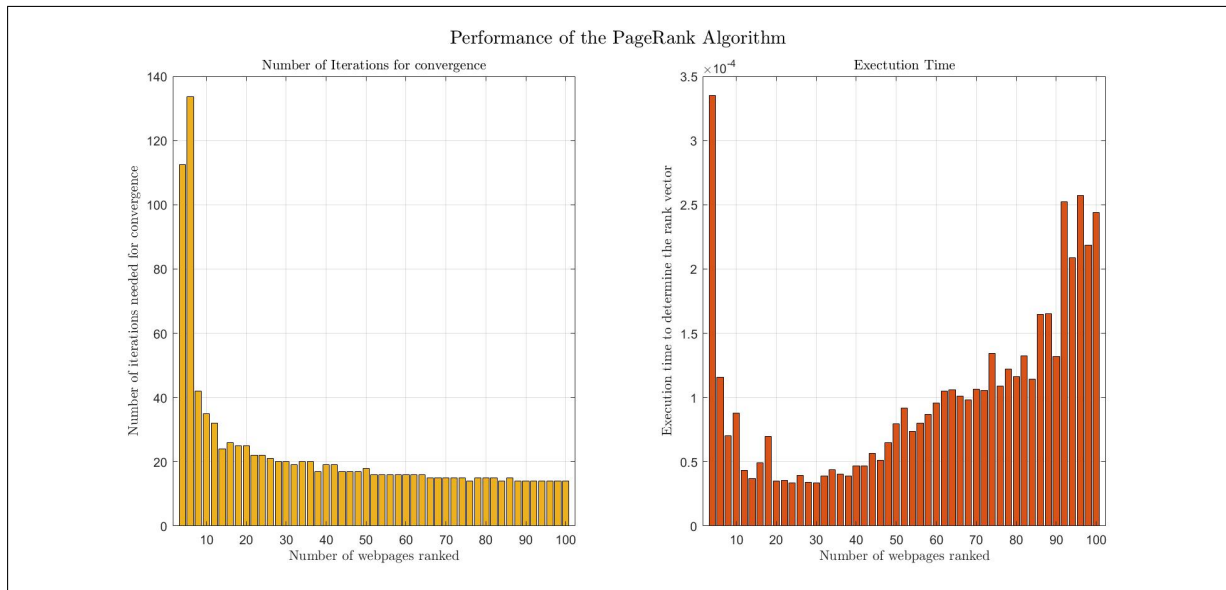 Performance of the PageRank Algorithm
Number of Iterations for convergence
140
120
100
80
60
40
20
0
Number of iterations needed for convergence
10 20 30 40 50 60 70 80 90 100
Number of webpages ranked
Exectution Time
×10⁻⁴
3.5
3
2.5
2
1.5
1
0.5
0
Execution time to determine the rank vector
10 20 30 40 50 60 70 80 90 100
Number of webpages ranked